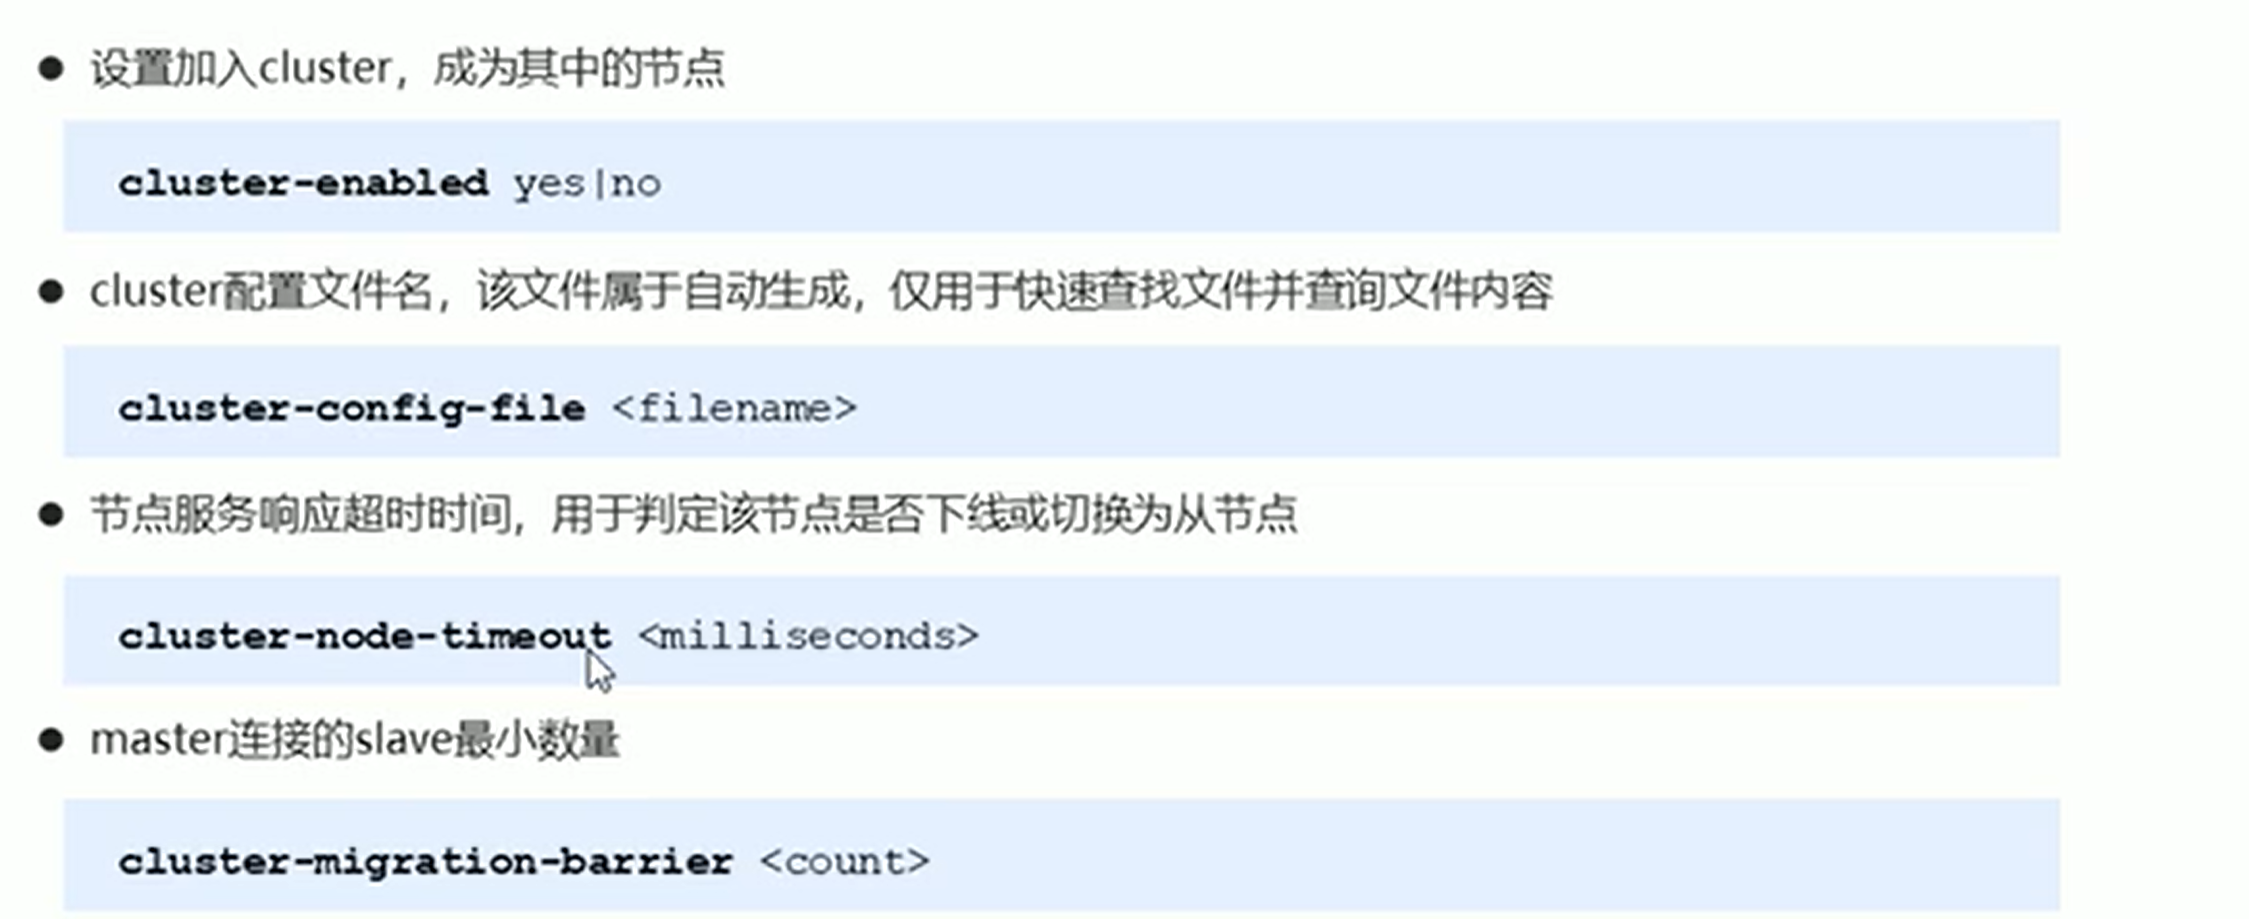 ● 设置加入cluster，成为其中的节点
cluster-enabled yes|no
● cluster配置文件名，该文件属于自动生成，仅用于快速查找文件并查询文件内容
cluster-config-file <filename>
● 节点服务响应超时时间，用于判定该节点是否下线或切换为从节点
cluster-node-timeout <milliseconds>
● master连接的slave最小数量
cluster-migration-barrier <count>